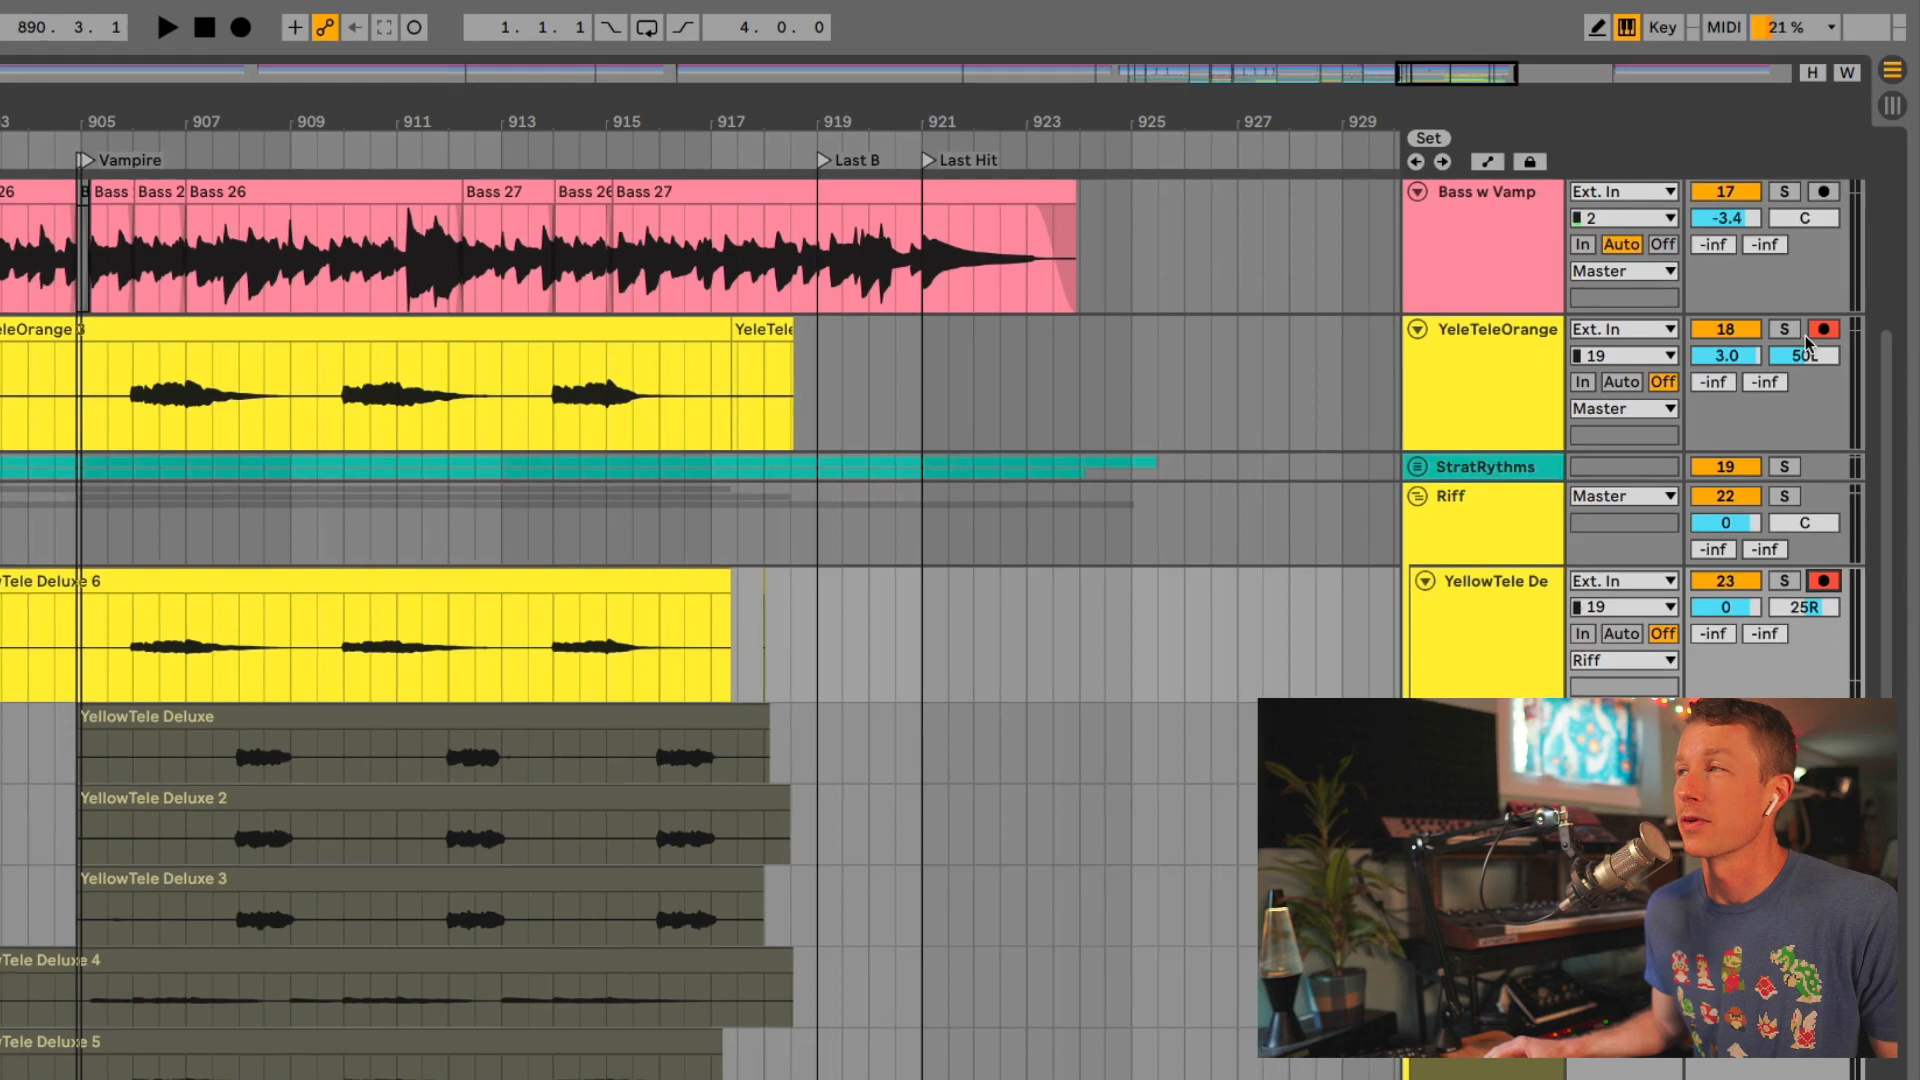 890. 3. 1
1. 1. 1
4. 0. 0
Key
MIDI
21 %
H
W
3
905
907
909
911
913
915
917
919
921
923
925
927
929
Set
Vampire
Last B
Last Hit
26
B
Bass
Bass 2
Bass 26
Bass 27
Bass 26
Bass 27
Bass w Vamp
Ext. In
17
S
2
-3.4
C
In
Auto
Off
-inf
-inf
Master
eleOrange 3
YeleTele
YeleTeleOrange
Ext. In
18
S
19
3.0
50L
In
Auto
Off
-inf
-inf
Master
StratRythms
19
S
Riff
Master
22
S
0
C
-inf
-inf
Tele Deluxe 6
YellowTele De
Ext. In
23
S
19
0
25R
In
Auto
Off
-inf
-inf
Riff
YellowTele Deluxe
YellowTele Deluxe 2
YellowTele Deluxe 3
Tele Deluxe 4
Tele Deluxe 5